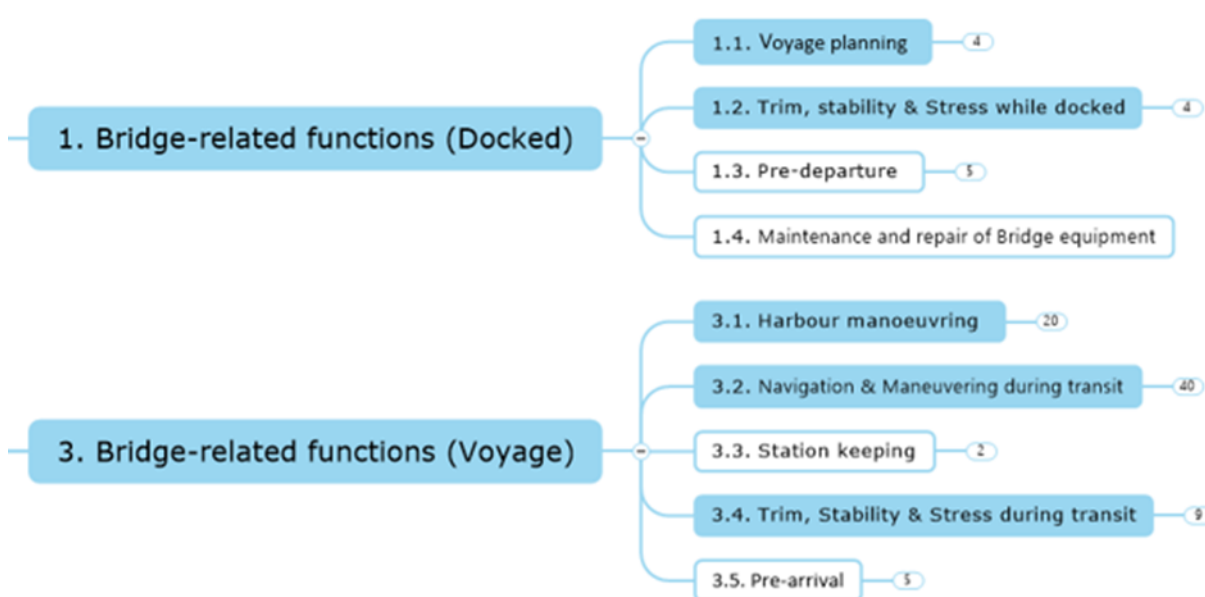 1. Bridge-related functions (Docked)
1.1. Voyage planning
4
1.2. Trim, stability & Stress while docked
4
1.3. Pre-departure
5
1.4. Maintenance and repair of Bridge equipment
3. Bridge-related functions (Voyage)
3.1. Harbour manoeuvring
20
3.2. Navigation & Maneuvering during transit
40
3.3. Station keeping
2
3.4. Trim, Stability & Stress during transit
9
3.5. Pre-arrival
5